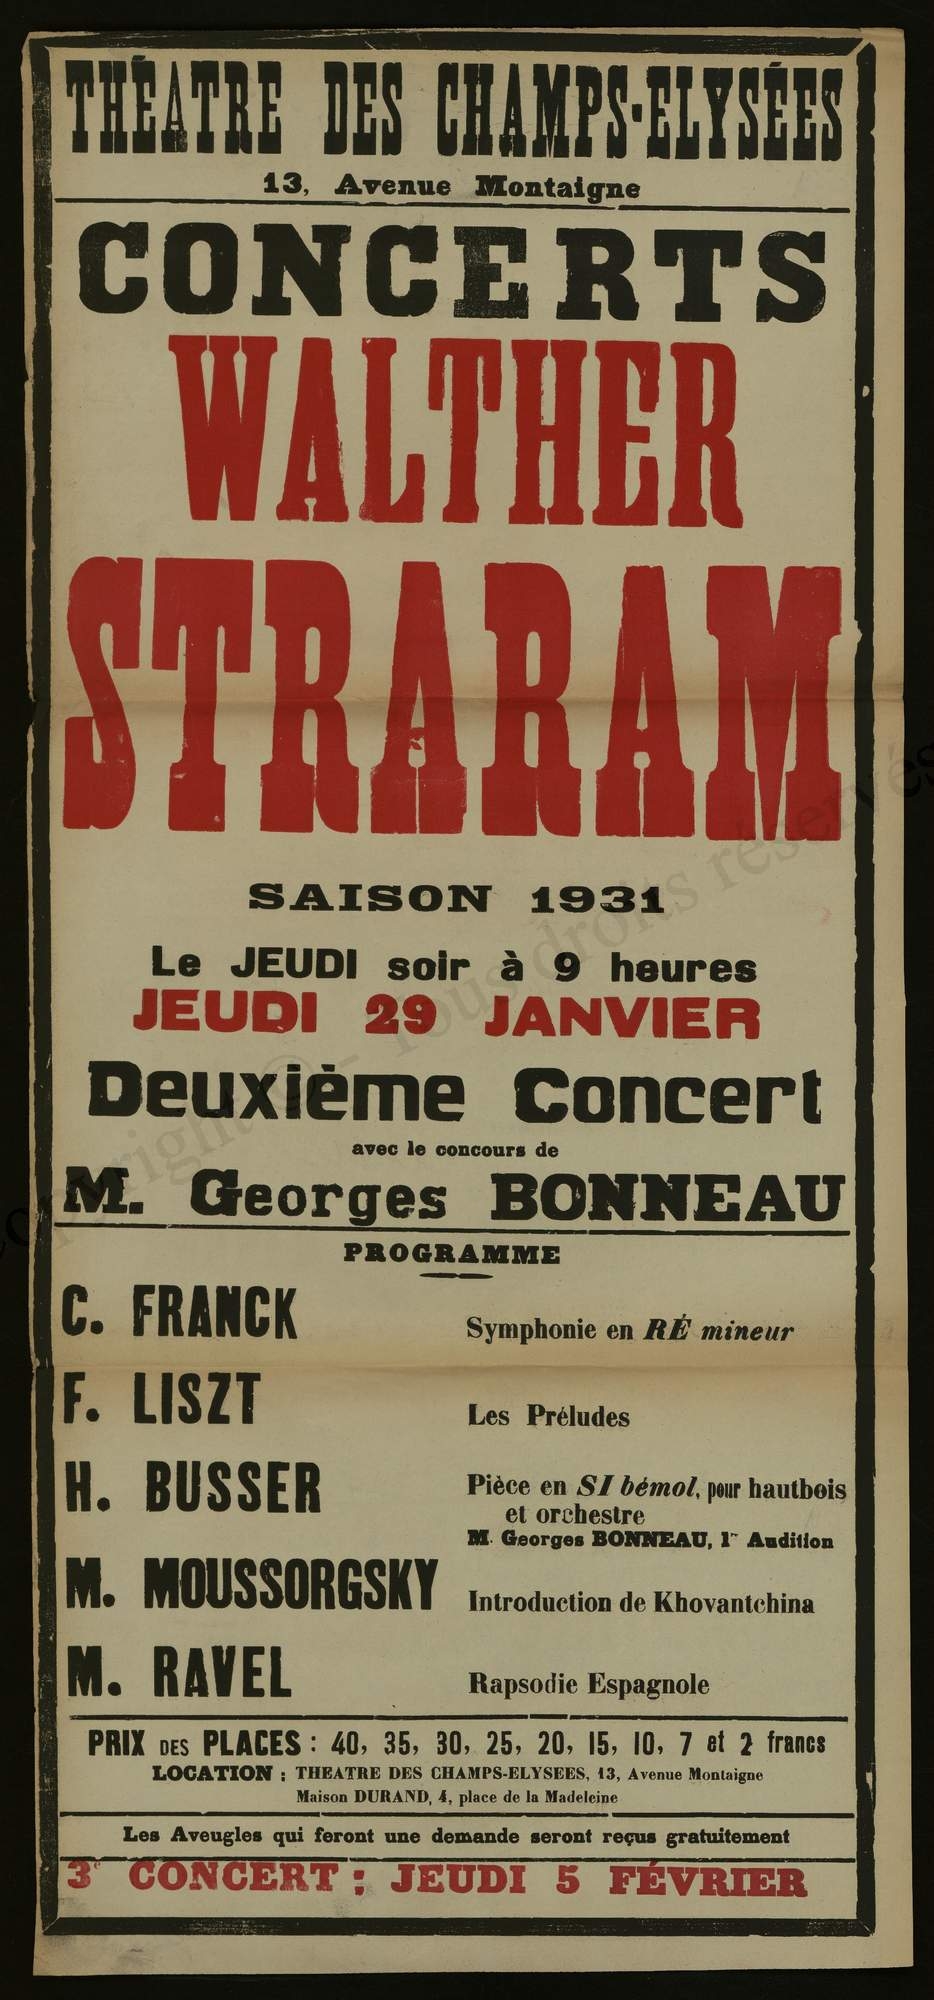 THÉATRE DES CHAMPS-ELYSÉES
13, Avenue Montaigne
CONCERTS
WALTHER
STRARAM
SAISON 1931
Le JEUDI soir à 9 heures
JEUDI 29 JANVIER
Deuxième Concert
avec le concours de
M. Georges BONNEAU
PROGRAMME
C. FRANCK Symphonie en RÉ mineur
F. LISZT Les Préludes
H. BUSSER Pièce en SI bémol, pour hautbois
et orchestre
M. Georges BONNEAU, 1re Audition
M. MOUSSORGSKY Introduction de Khovantchina
M. RAVEL Rapsodie Espagnole
PRIX DES PLACES : 40, 35, 30, 25, 20, 15, 10, 7 et 2 francs
LOCATION : THEATRE DES CHAMPS-ELYSEES, 13, Avenue Montaigne
Maison DURAND, 4, place de la Madeleine
Les Aveugles qui feront une demande seront reçus gratuitement
3e CONCERT : JEUDI 5 FÉVRIER
Copyright © - Tous droits réservés